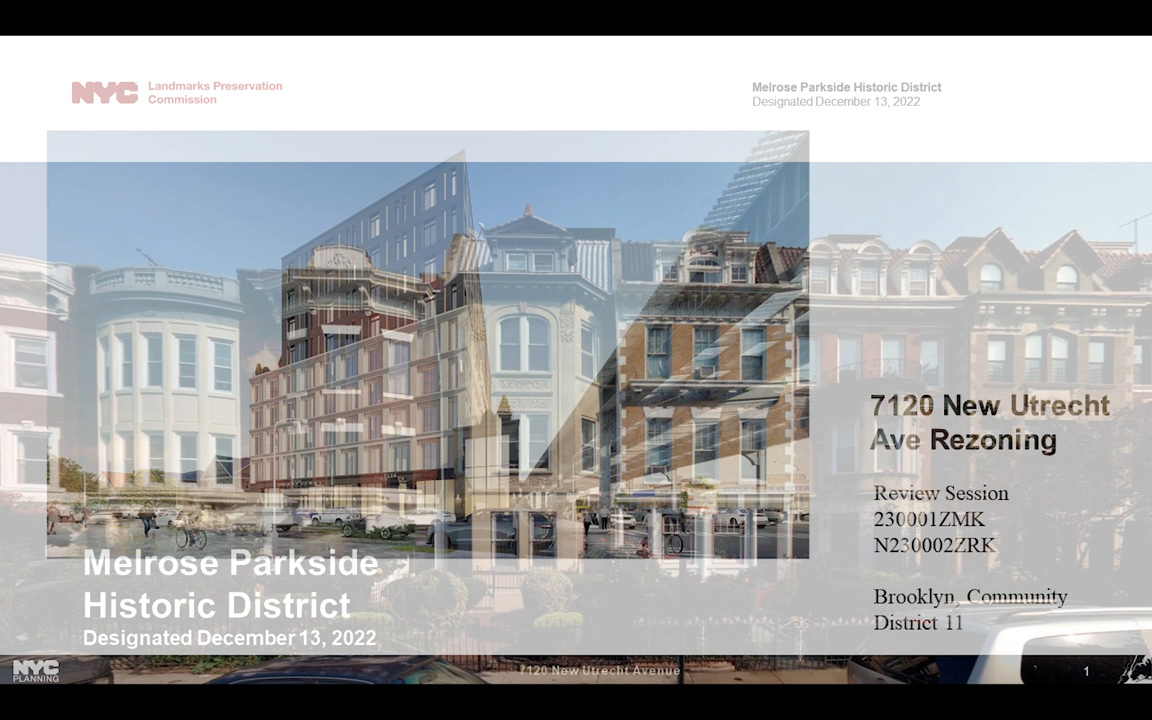 NYC Landmarks Preservation
Commission
Melrose Parkside Historic District
Designated December 13, 2022
7120 New Utrecht
Ave Rezoning
Review Session
230001ZMK
N230002ZRK
Brooklyn, Community
District 11
Melrose Parkside
Historic District
Designated December 13, 2022
NYC
PLANNING
7120 New Utrecht Avenue
1